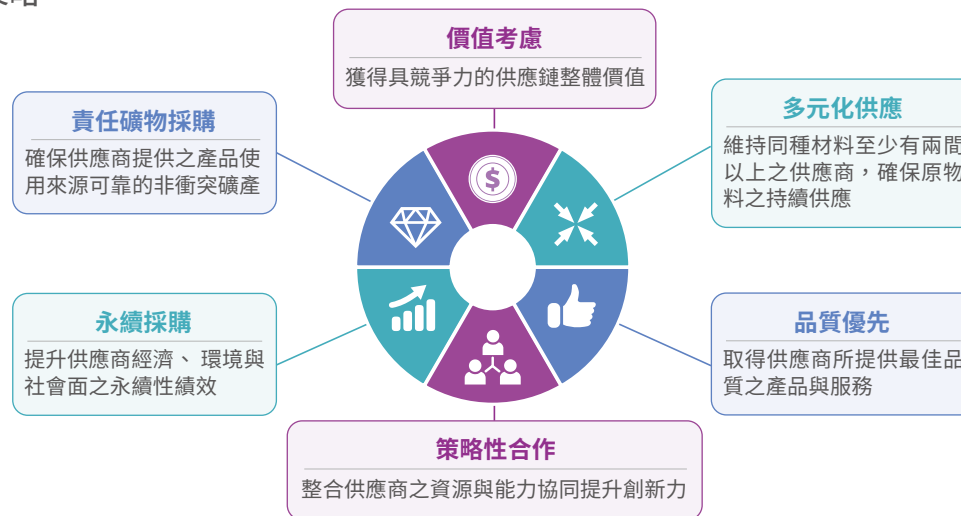 價值考慮
獲得具競爭力的供應鏈整體價值
責任礦物採購
確保供應商提供之產品使
用來源可靠的非衝突礦產
多元化供應
維持同種材料至少有兩間
以上之供應商，確保原物
料之持續供應
$
永續採購
提升供應商經濟、 環境與
社會面之永續性績效
品質優先
取得供應商所提供最佳品
質之產品與服務
策略性合作
整合供應商之資源與能力協同提升創新力